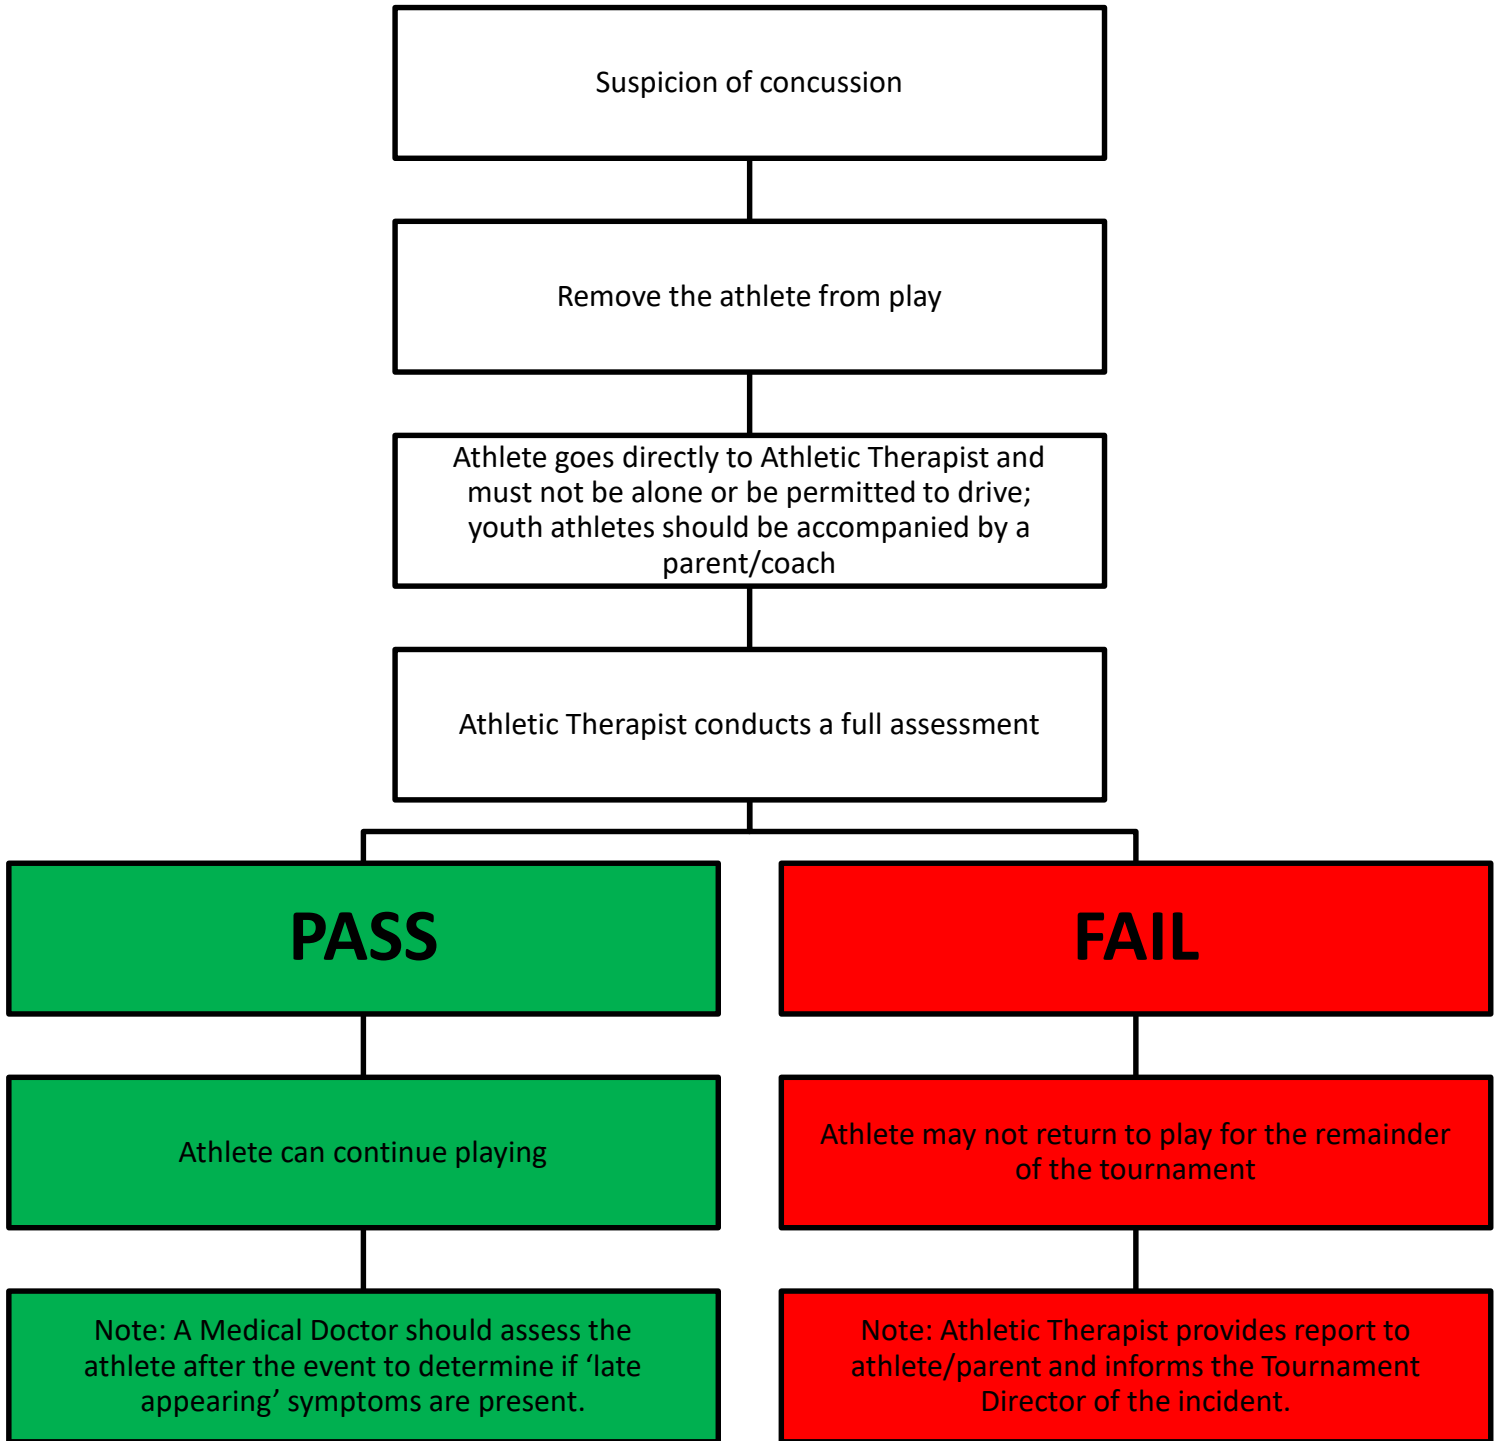 Suspicion of concussion
Remove the athlete from play
Athlete goes directly to Athletic Therapist and
must not be alone or be permitted to drive;
youth athletes should be accompanied by a
parent/coach
Athletic Therapist conducts a full assessment
PASS
FAIL
Athlete can continue playing
Athlete may not return to play for the remainder
of the tournament
Note: A Medical Doctor should assess the
athlete after the event to determine if ‘late
appearing’ symptoms are present.
Note: Athletic Therapist provides report to
athlete/parent and informs the Tournament
Director of the incident.